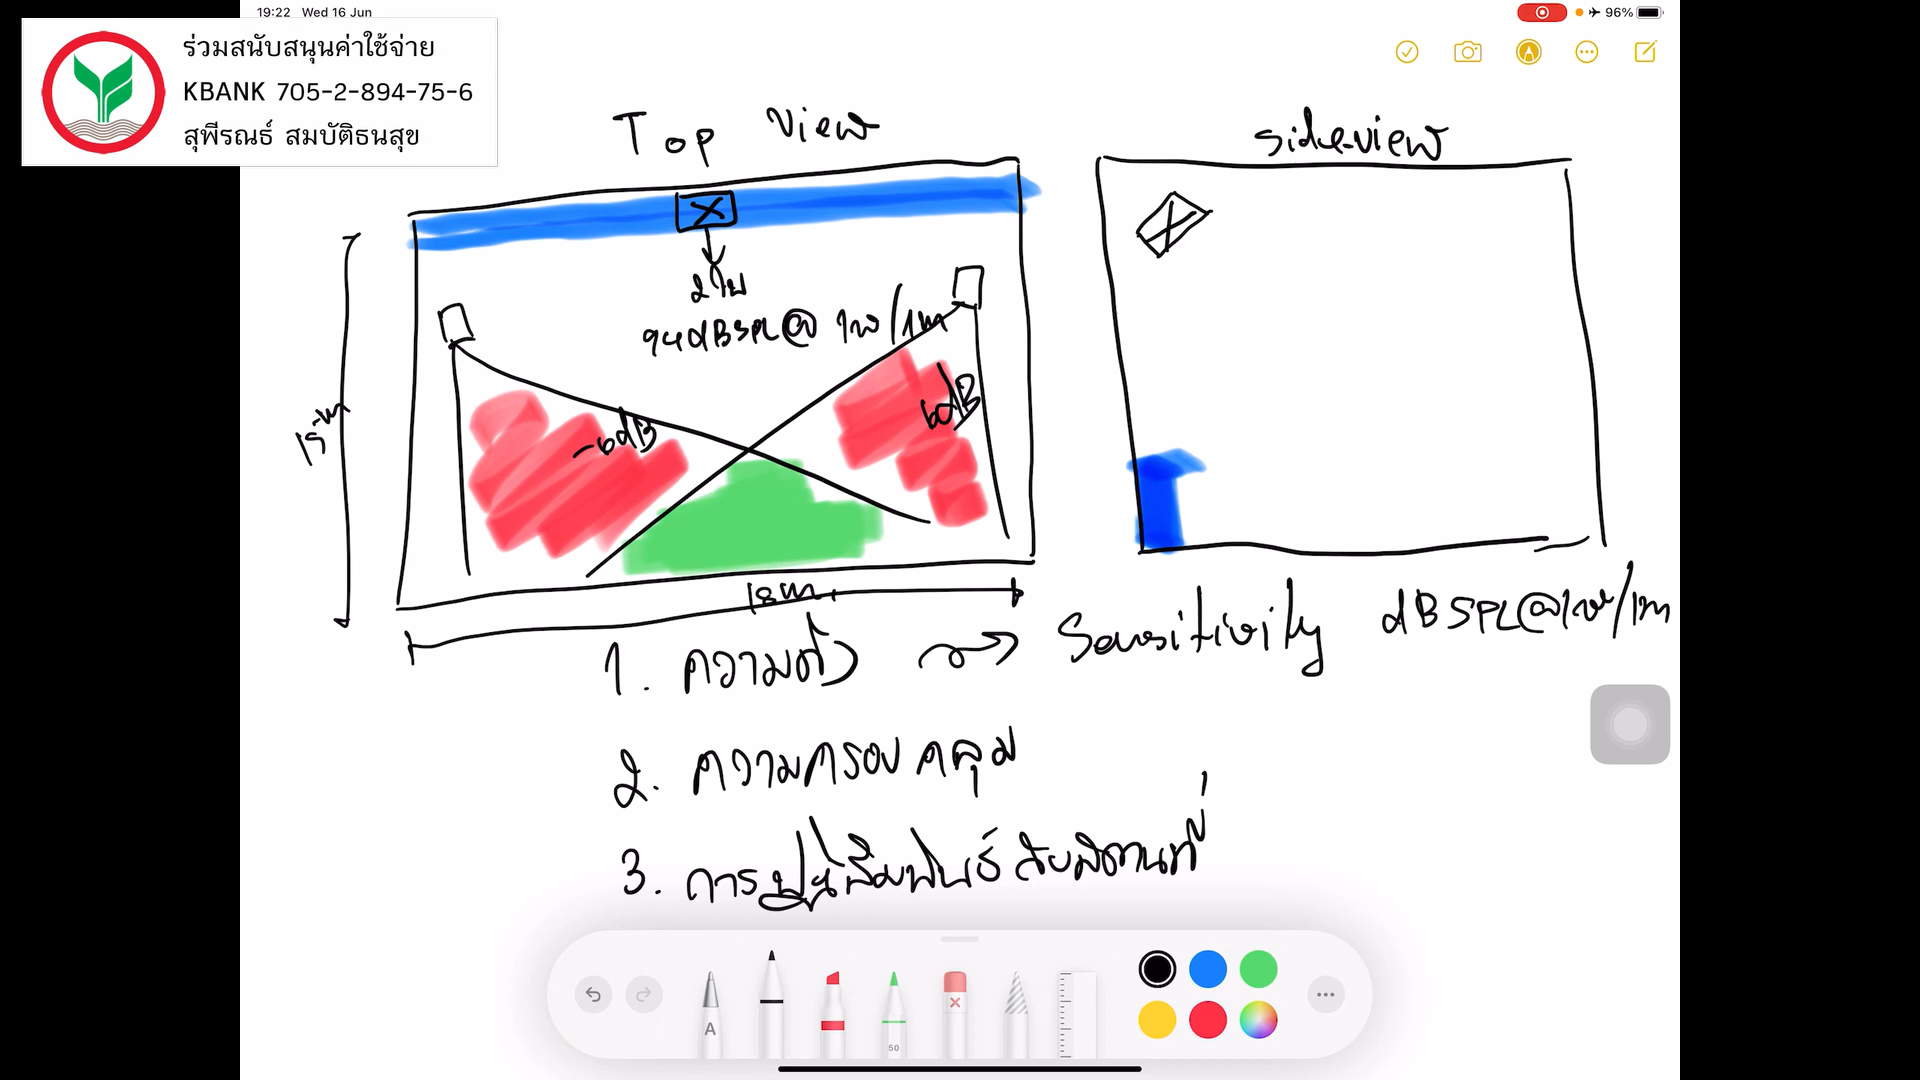 19:22 Wed 16 Jun
96%
ร่วมสนับสนุนค่าใช้จ่าย
KBANK 705-2-894-75-6
สุพีรณธ์ สมบัติธนสุข
Top View
Sideview
2ใบ
94dBSPL@1w/1m
-6dB
6dB
15m
18m.
1. ความดัง → Sensitivity dBSPL@1w/1m
2. ความครอบคลุม
3. การปฏิสัมพันธ์กับสถานที่
A
50